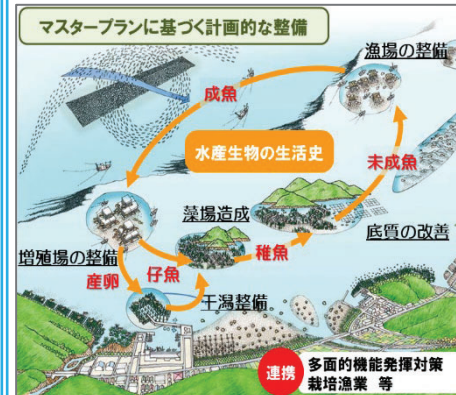 マスタープランに基づく計画的な整備
漁場の整備
成魚
水産生物の生活史
未成魚
藻場造成
底質の改善
稚魚
増殖場の整備
仔魚
産卵
干潟整備
連携
多面的機能発揮対策
栽培漁業 等